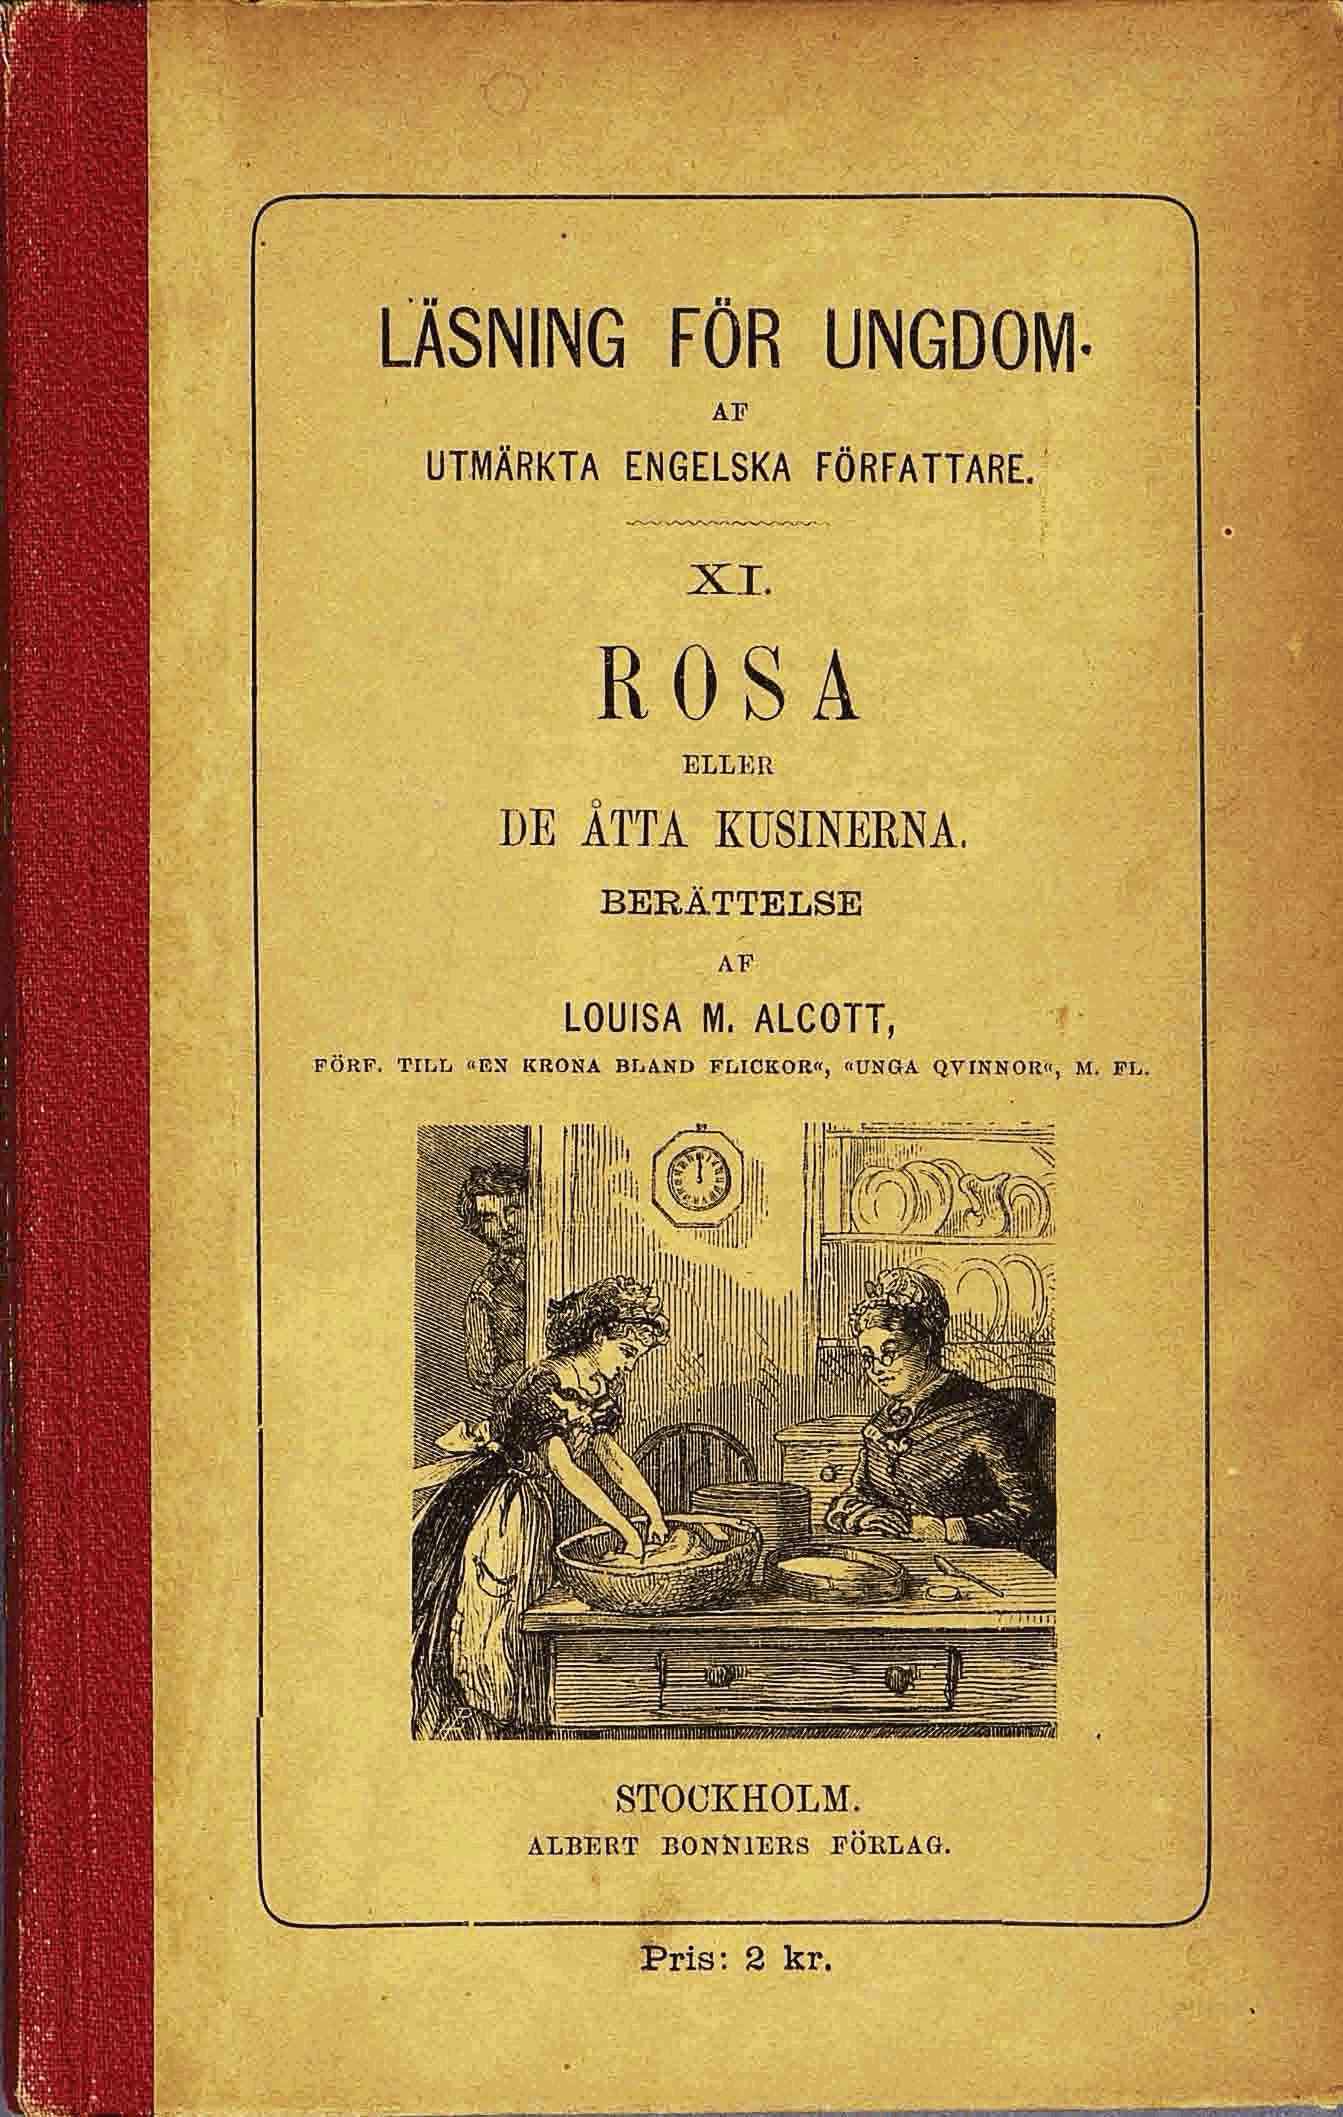 LÄSNING FÖR UNGDOM.
AF
UTMÄRKTA ENGELSKA FÖRFATTARE.
XI.
ROSA
ELLER
DE ÅTTA KUSINERNA.
BERÄTTELSE
AF
LOUISA M. ALCOTT,
FÖRF. TILL «EN KRONA BLAND FLICKOR«, «UNGA QVINNOR«, M. FL.
STOCKHOLM.
ALBERT BONNIERS FÖRLAG.
Pris: 2 kr.